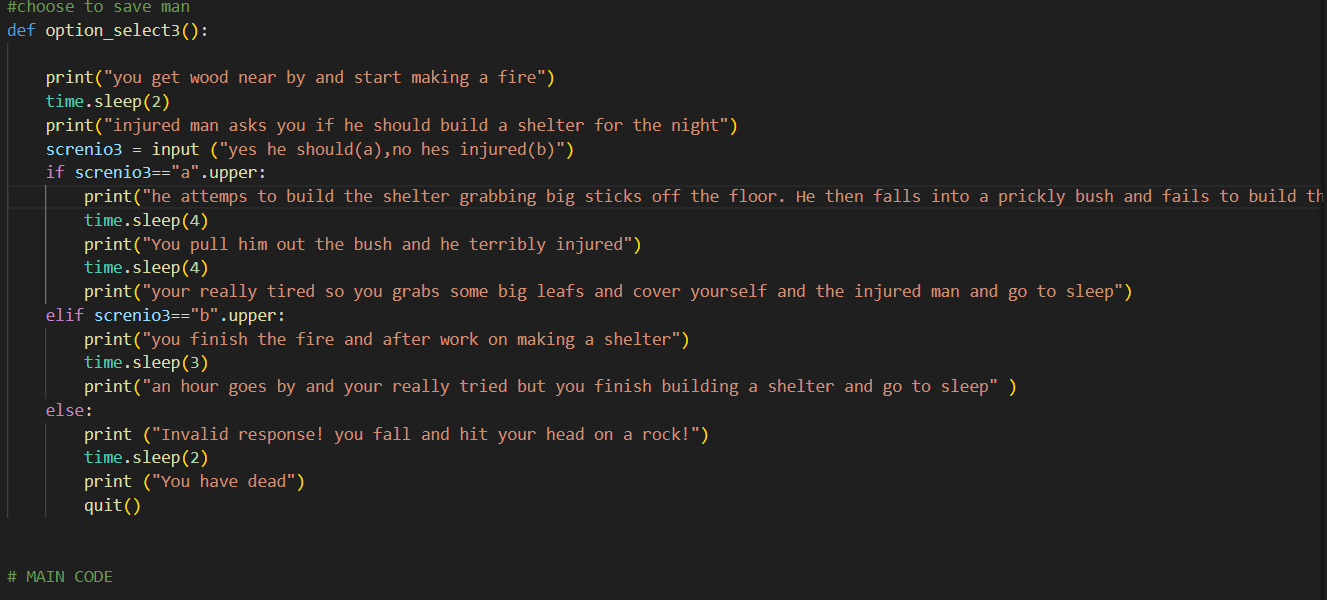 #choose to save man
def option_select3():
print("you get wood near by and start making a fire")
time.sleep(2)
print("injured man asks you if he should build a shelter for the night")
screnio3 = input ("yes he should(a),no hes injured(b)")
if screnio3=="a".upper:
print("he attemps to build the shelter grabbing big sticks off the floor. He then falls into a prickly bush and fails to build
time.sleep(4)
print("You pull him out the bush and he terribly injured")
time.sleep(4)
print("your really tired so you grabs some big leafs and cover yourself and the injured man and go to sleep")
elif screnio3=="b".upper:
print("you finish the fire and after work on making a shelter")
time.sleep(3)
print("an hour goes by and your really tried but you finish building a shelter and go to sleep" )
else:
print ("Invalid response! you fall and hit your head on a rock!")
time.sleep(2)
print ("You have dead")
quit()
# MAIN CODE